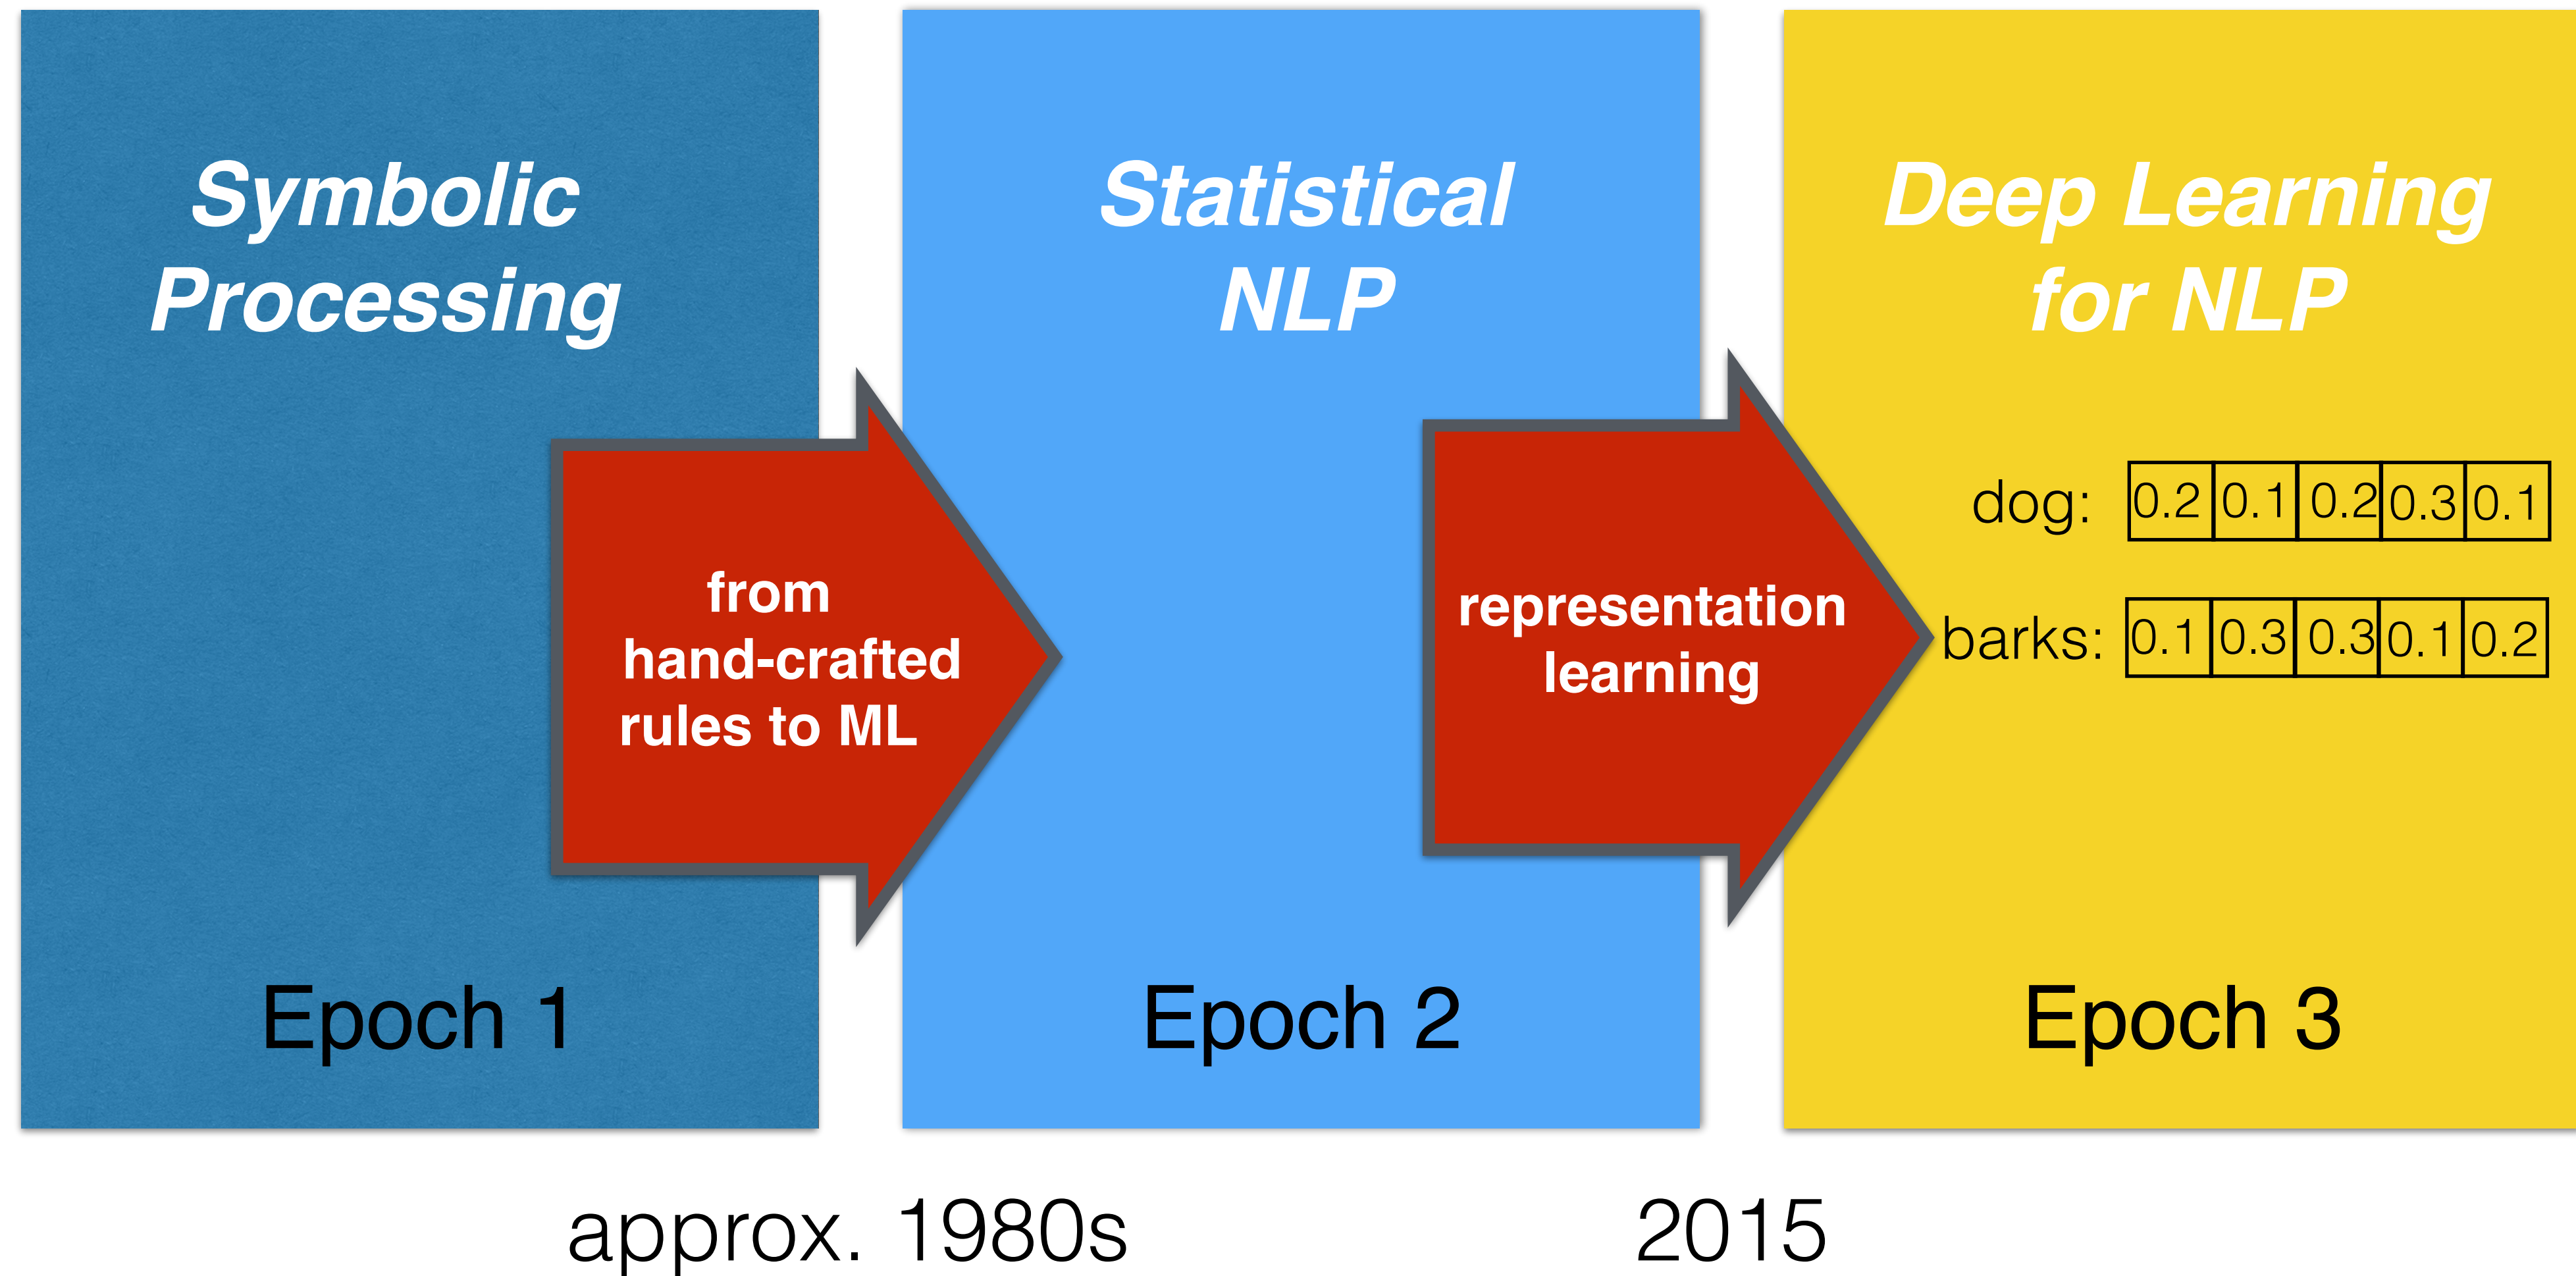 Symbolic
Processing
Statistical
NLP
Deep Learning
for NLP
from
hand-crafted
rules to ML
representation
learning
dog: 0.2 0.1 0.2 0.3 0.1
barks: 0.1 0.3 0.3 0.1 0.2
Epoch 1
Epoch 2
Epoch 3
approx. 1980s
2015